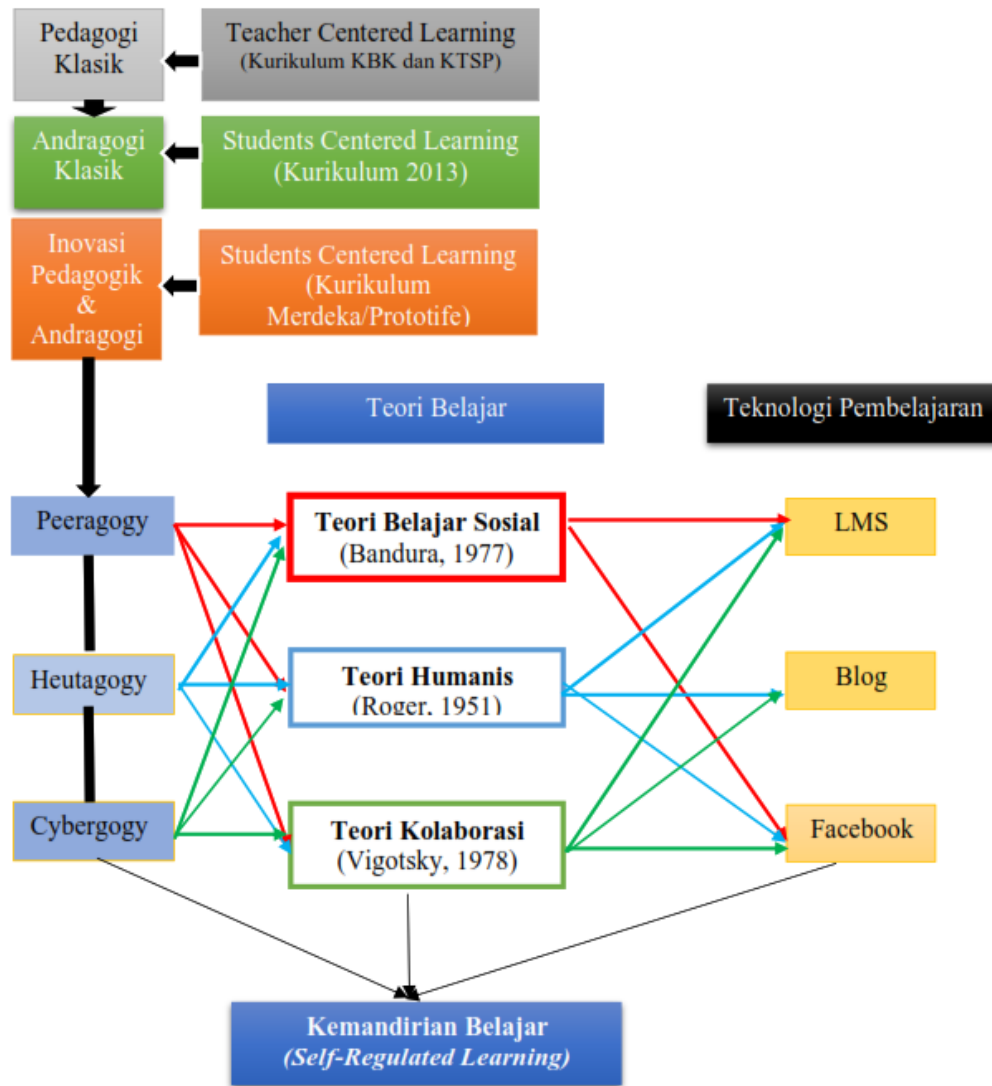 Pedagogi
Klasik
Teacher Centered Learning
(Kurikulum KBK dan KTSP)
Andragogi
Klasik
Students Centered Learning
(Kurikulum 2013)
Inovasi
Pedagogik
&
Andragogi
Students Centered Learning
(Kurikulum
Merdeka/Prototife)
Teori Belajar
Teknologi Pembelajaran
Peeragogy
Teori Belajar Sosial
(Bandura, 1977)
LMS
Heutagogy
Teori Humanis
(Roger, 1951)
Blog
Cybergogy
Teori Kolaborasi
(Vigotsky, 1978)
Facebook
Kemandirian Belajar
(Self-Regulated Learning)